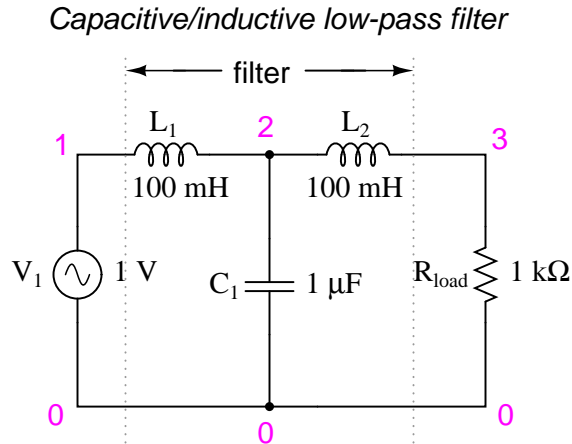 Capacitive/inductive low-pass filter
filter
L1
L2
1
2
3
100 mH
100 mH
V1
1 V
C1
1 μF
Rload
1 kΩ
0
0
0